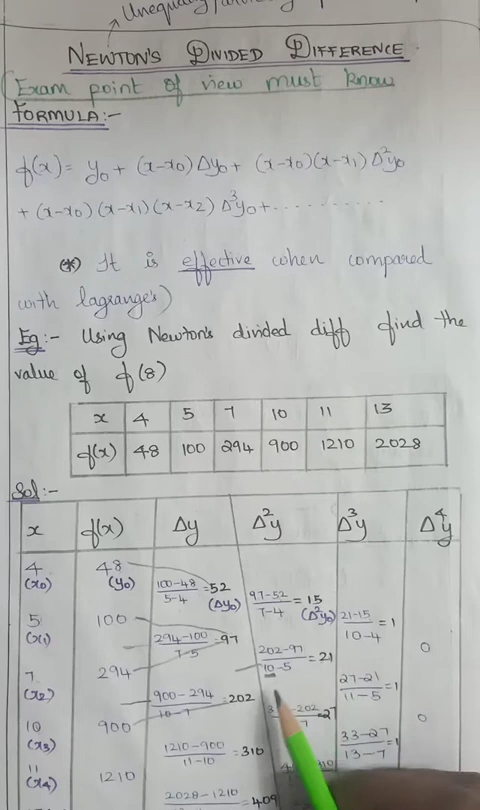 NEWTON'S DIVIDED DIFFERENCE
(Exam point of view must know
FORMULA:-
f(x) = y0 + (x-x0) Δy0 + (x-x0)(x-x1) Δ²y0
+ (x-x0) (x-x1) (x-x2) Δ³y0 + ..........
(*) It is effective when compared
with lagrange's)
Eg:- Using Newton's divided diff find the
value of f(8)
x 4 5 7 10 11 13
f(x) 48 100 294 900 1210 2028
Sol:-
x f(x) Δy Δ²y Δ³y Δ⁴y
4 48
(x0) (y0) 100-48/5-4 = 52 97-52/7-4 = 15
(Δy0) (Δ²y0)
5 100 21-15/10-4 = 1
(x1) 294-100/7-5 = 97 202-97/10-5 = 21 0
7 294 27-21/11-5 = 1
(x2) 900-294/10-7 = 202 202 7 = 27
10 900 33-27/13-7 = 1 0
(x3) 1210-900/11-10 = 310
11 1210 310
(x4) 2028-1210 = 409